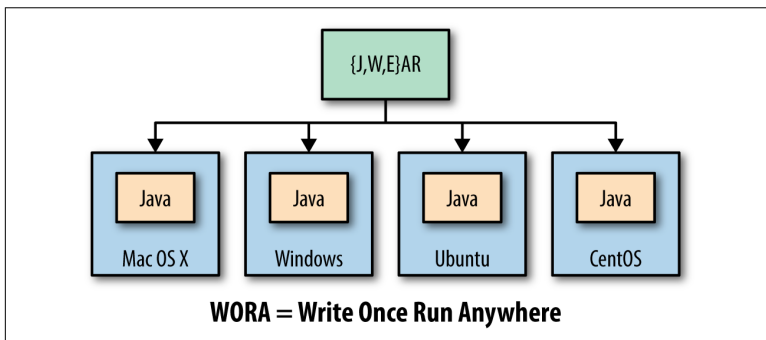 {J,W,E}AR
Java Java Java Java
Mac OS X Windows Ubuntu CentOS
WORA = Write Once Run Anywhere